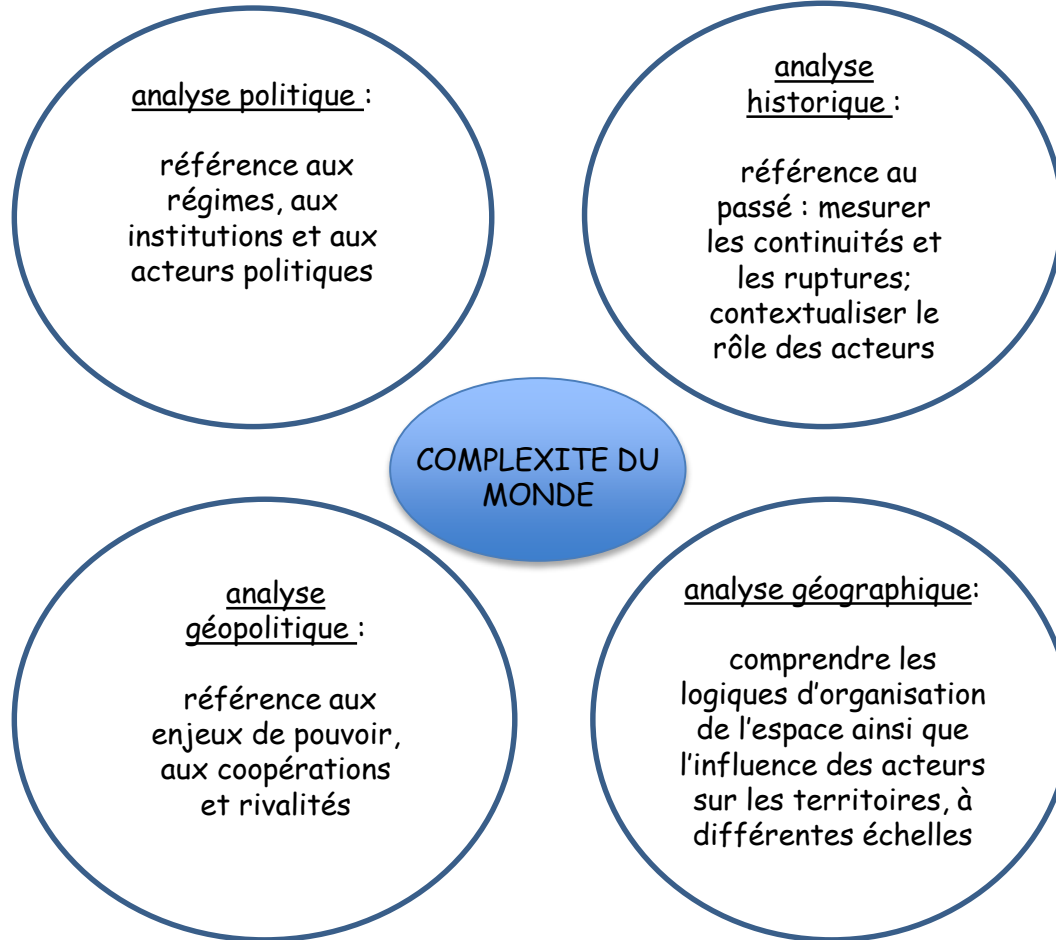 analyse politique :
référence aux
régimes, aux
institutions et aux
acteurs politiques
analyse
historique :
référence au
passé : mesurer
les continuités et
les ruptures;
contextualiser le
rôle des acteurs
COMPLEXITE DU
MONDE
analyse
géopolitique :
référence aux
enjeux de pouvoir,
aux coopérations
et rivalités
analyse géographique:
comprendre les
logiques d’organisation
de l’espace ainsi que
l’influence des acteurs
sur les territoires, à
différentes échelles